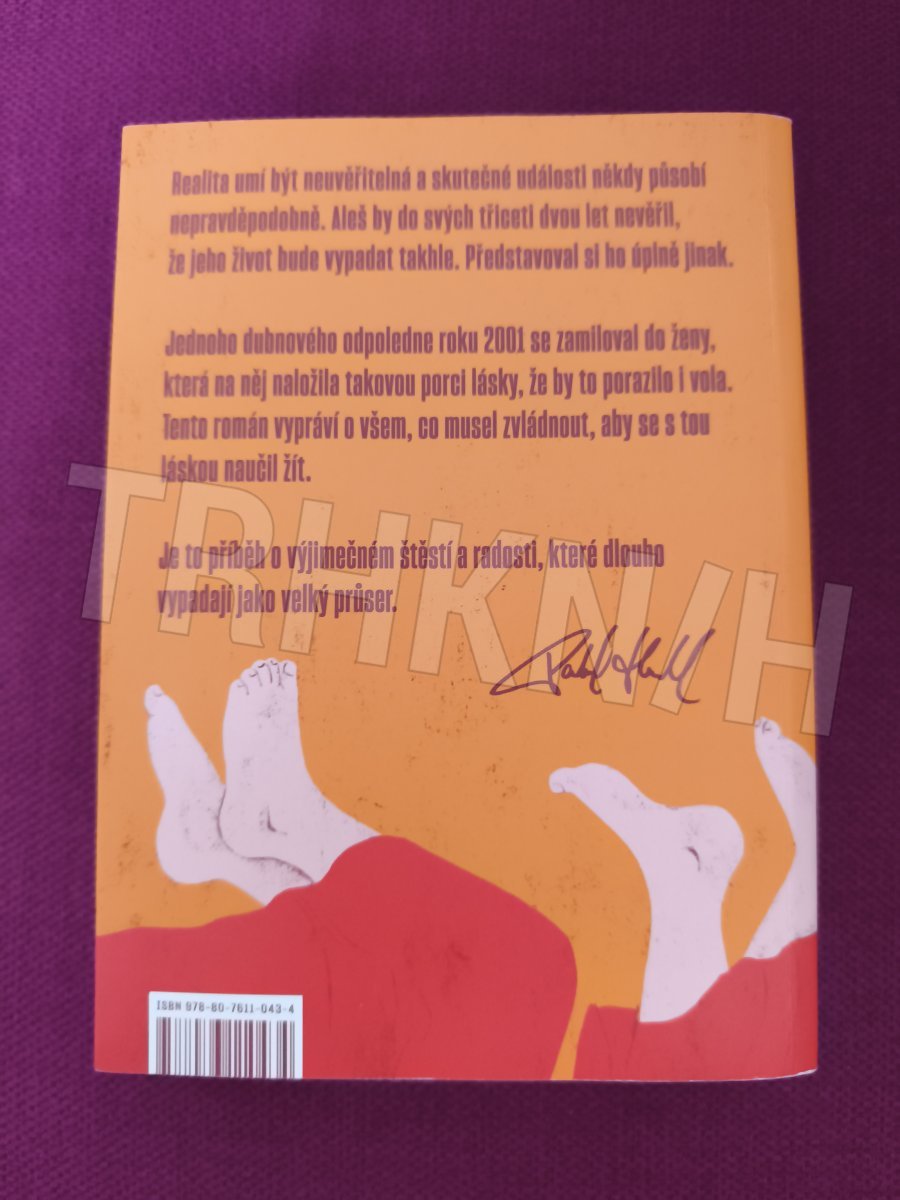 Realita umí být neuvěřitelná a skutečné události někdy působí
nepravděpodobně. Aleš by do svých třiceti dvou let nevěřil,
že jeho život bude vypadat takhle. Představoval si ho úplně jinak.
Jednoho dubnového odpoledne roku 2001 se zamiloval do ženy,
která na něj naložila takovou porci lásky, že by to porazilo i vola.
Tento román vypráví o všem, co musel zvládnout, aby se s tou
láskou naučil žít.
Je to příběh o výjimečném štěstí a radosti, které dlouho
vypadají jako velký průser.
TRHKNIH
ISBN 978-80-7611-043-4